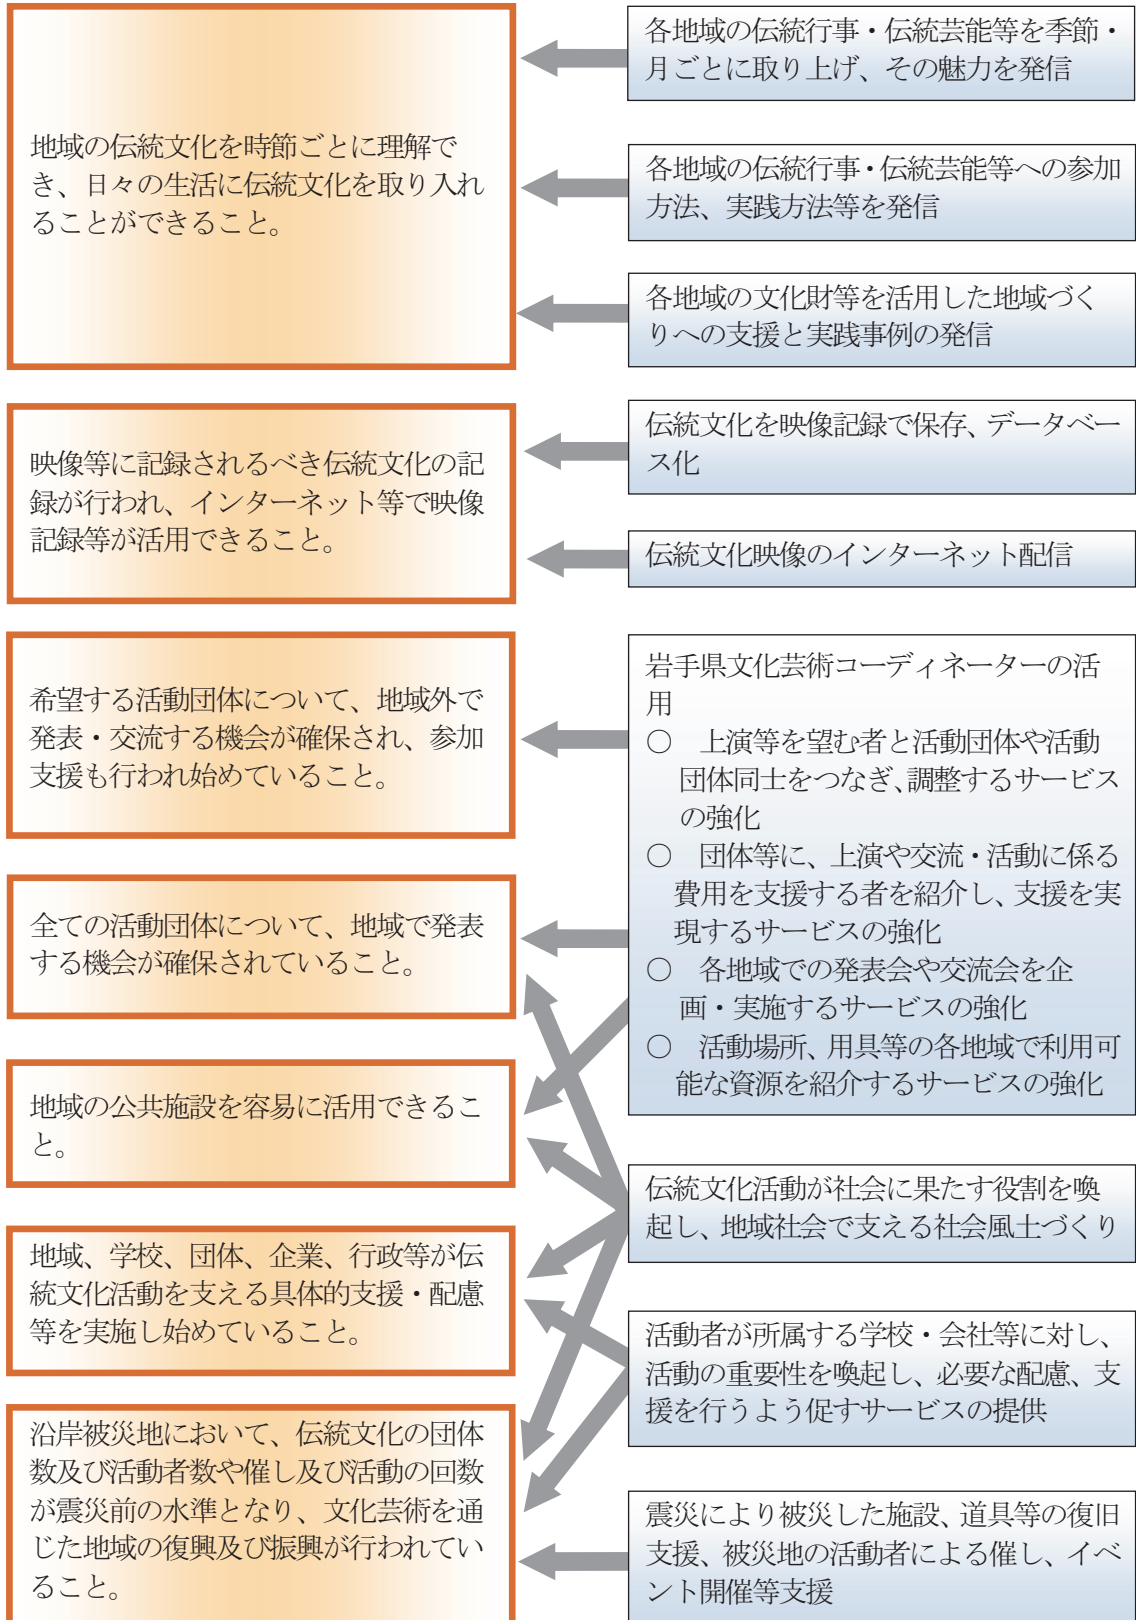 地域の伝統文化を時節ごとに理解で
き、日々の生活に伝統文化を取り入れ
ることができること。
各地域の伝統行事・伝統芸能等を季節・
月ごとに取り上げ、その魅力を発信
各地域の伝統行事・伝統芸能等への参加
方法、実践方法等を発信
各地域の文化財等を活用した地域づく
りへの支援と実践事例の発信
映像等に記録されるべき伝統文化の記
録が行われ、インターネット等で映像
記録等が活用できること。
伝統文化を映像記録で保存、データベー
ス化
伝統文化映像のインターネット配信
希望する活動団体について、地域外で
発表・交流する機会が確保され、参加
支援も行われ始めていること。
全ての活動団体について、地域で発表
する機会が確保されていること。
地域の公共施設を容易に活用できるこ
と。
岩手県文化芸術コーディネーターの活
用
○　上演等を望む者と活動団体や活動
団体同士をつなぎ、調整するサービス
の強化
○　団体等に、上演や交流・活動に係る
費用を支援する者を紹介し、支援を実
現するサービスの強化
○　各地域での発表会や交流会を企
画・実施するサービスの強化
○　活動場所、用具等の各地域で利用可
能な資源を紹介するサービスの強化
地域、学校、団体、企業、行政等が伝
統文化活動を支える具体的支援・配慮
等を実施し始めていること。
伝統文化活動が社会に果たす役割を喚
起し、地域社会で支える社会風土づくり
活動者が所属する学校・会社等に対し、
活動の重要性を喚起し、必要な配慮、支
援を行うよう促すサービスの提供
沿岸被災地において、伝統文化の団体
数及び活動者数や催し及び活動の回数
が震災前の水準となり、文化芸術を通
じた地域の復興及び振興が行われてい
ること。
震災により被災した施設、道具等の復旧
支援、被災地の活動者による催し、イベ
ント開催等支援